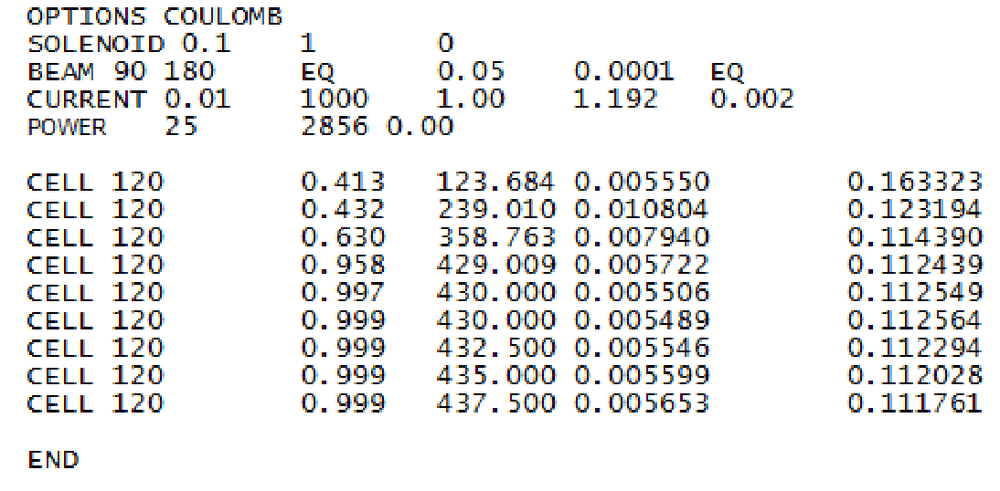 OPTIONS COULOMB
SOLENOID 0.1 1 0
BEAM 90 180 EQ 0.05 0.0001 EQ
CURRENT 0.01 1000 1.00 1.192 0.002
POWER 25 2856 0.00
CELL 120 0.413 123.684 0.005550 0.163323
CELL 120 0.432 239.010 0.010804 0.123194
CELL 120 0.630 358.763 0.007940 0.114390
CELL 120 0.958 429.009 0.005722 0.112439
CELL 120 0.997 430.000 0.005506 0.112549
CELL 120 0.999 430.000 0.005489 0.112564
CELL 120 0.999 432.500 0.005546 0.112294
CELL 120 0.999 435.000 0.005599 0.112028
CELL 120 0.999 437.500 0.005653 0.111761
END